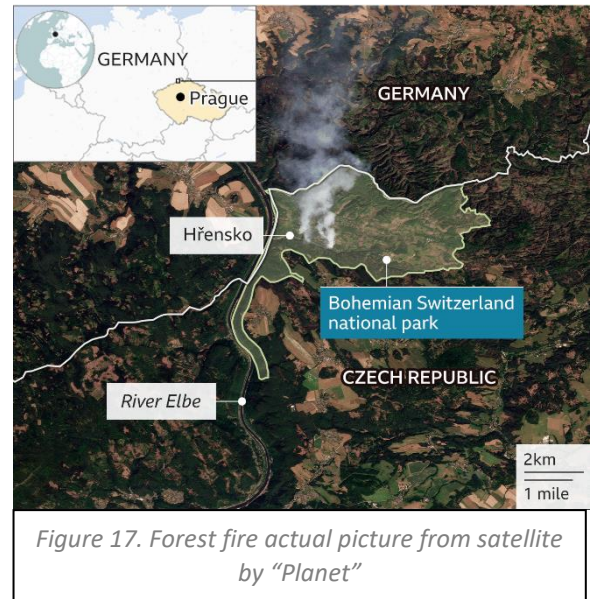 GERMANY
Prague
GERMANY
Hřensko
Bohemian Switzerland
national park
CZECH REPUBLIC
River Elbe
2km
1 mile
Figure 17. Forest fire actual picture from satellite
by “Planet”